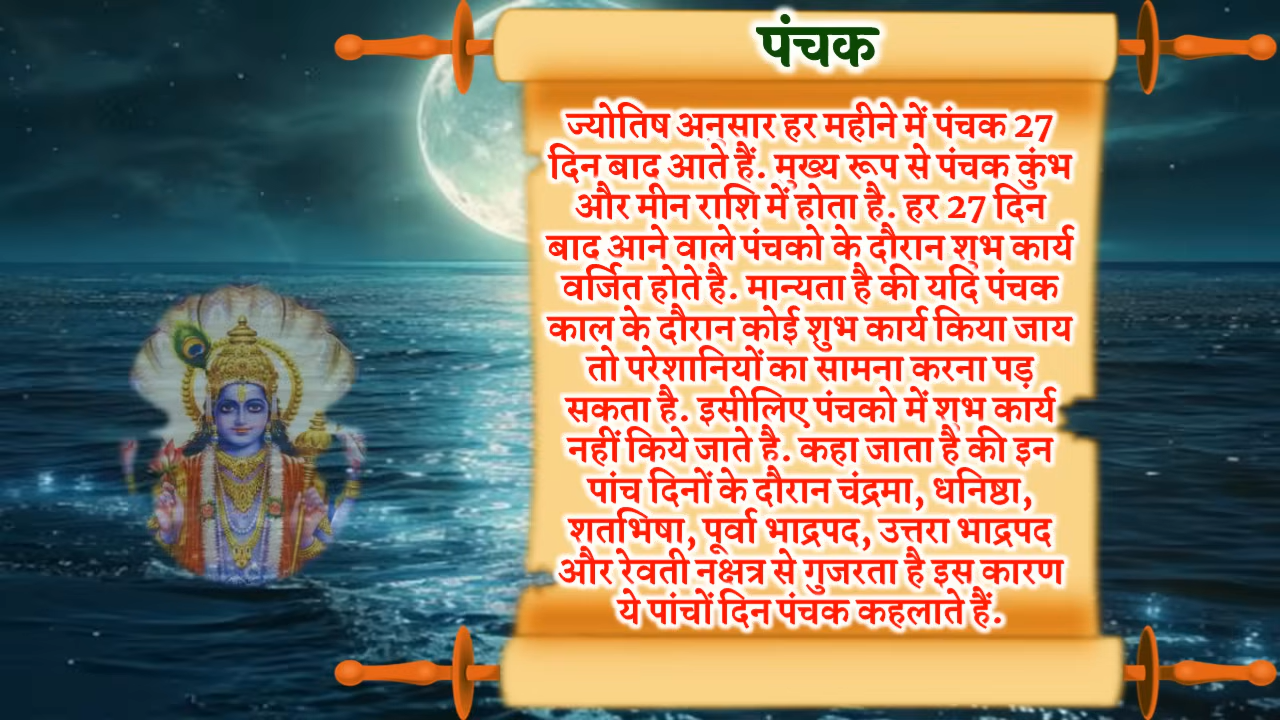 पंचक
ज्योतिष अनुसार हर महीने में पंचक 27
दिन बाद आते हैं. मुख्य रूप से पंचक कुंभ
और मीन राशि में होता है. हर 27 दिन
बाद आने वाले पंचको के दौरान शुभ कार्य
वर्जित होते है. मान्यता है की यदि पंचक
काल के दौरान कोई शुभ कार्य किया जाय
तो परेशानियों का सामना करना पड़
सकता है. इसीलिए पंचको में शुभ कार्य
नहीं किये जाते है. कहा जाता है की इन
पांच दिनों के दौरान चंद्रमा, धनिष्ठा,
शतभिषा, पूर्वा भाद्रपद, उत्तरा भाद्रपद
और रेवती नक्षत्र से गुजरता है इस कारण
ये पांचों दिन पंचक कहलाते हैं.